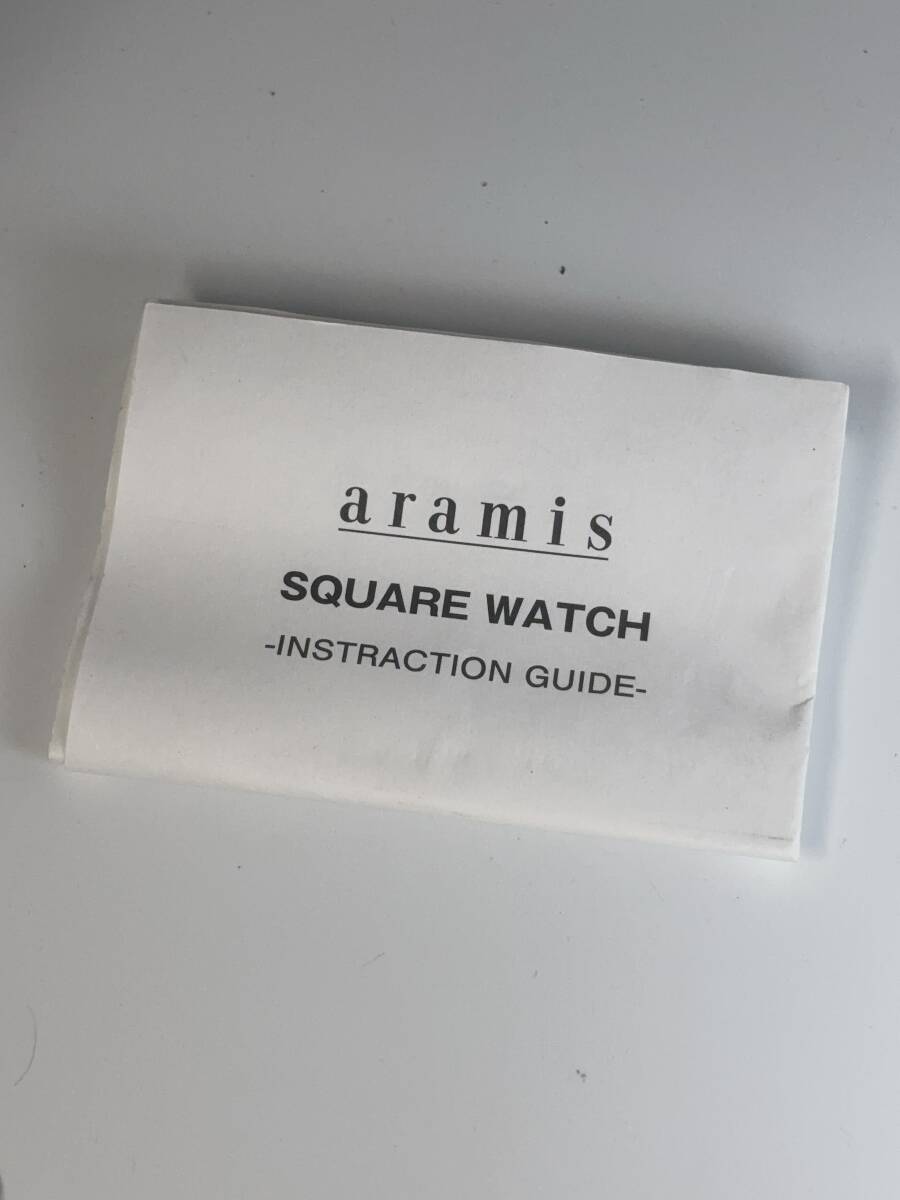 aramis
SQUARE WATCH
-INSTRACTION GUIDE-